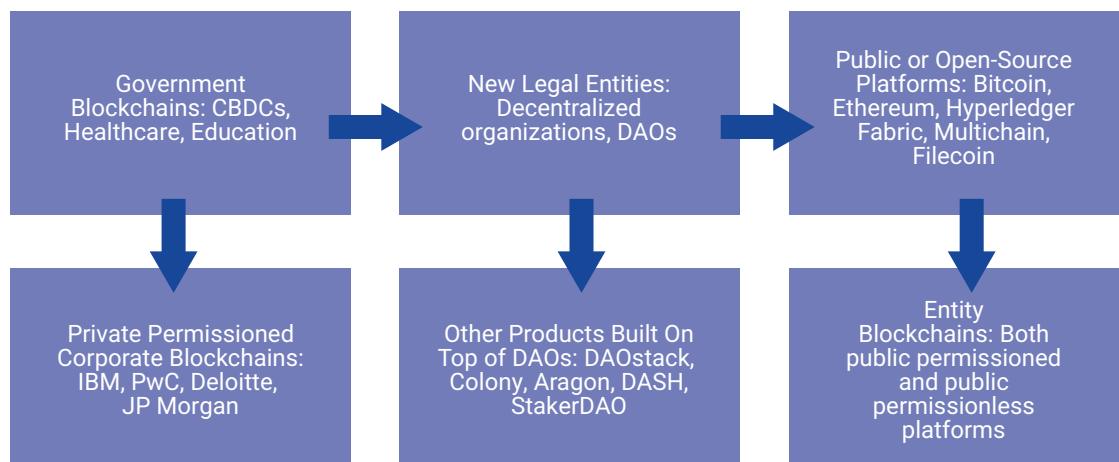 Government
Blockchains: CBDCs,
Healthcare, Education
New Legal Entities:
Decentralized
organizations, DAOs
Public or Open-Source
Platforms: Bitcoin,
Ethereum, Hyperledger
Fabric, Multichain,
Filecoin
Private Permissioned
Corporate Blockchains:
IBM, PwC, Deloitte,
JP Morgan
Other Products Built On
Top of DAOs: DAOstack,
Colony, Aragon, DASH,
StakerDAO
Entity
Blockchains: Both
public permissioned
and public
permissionless
platforms